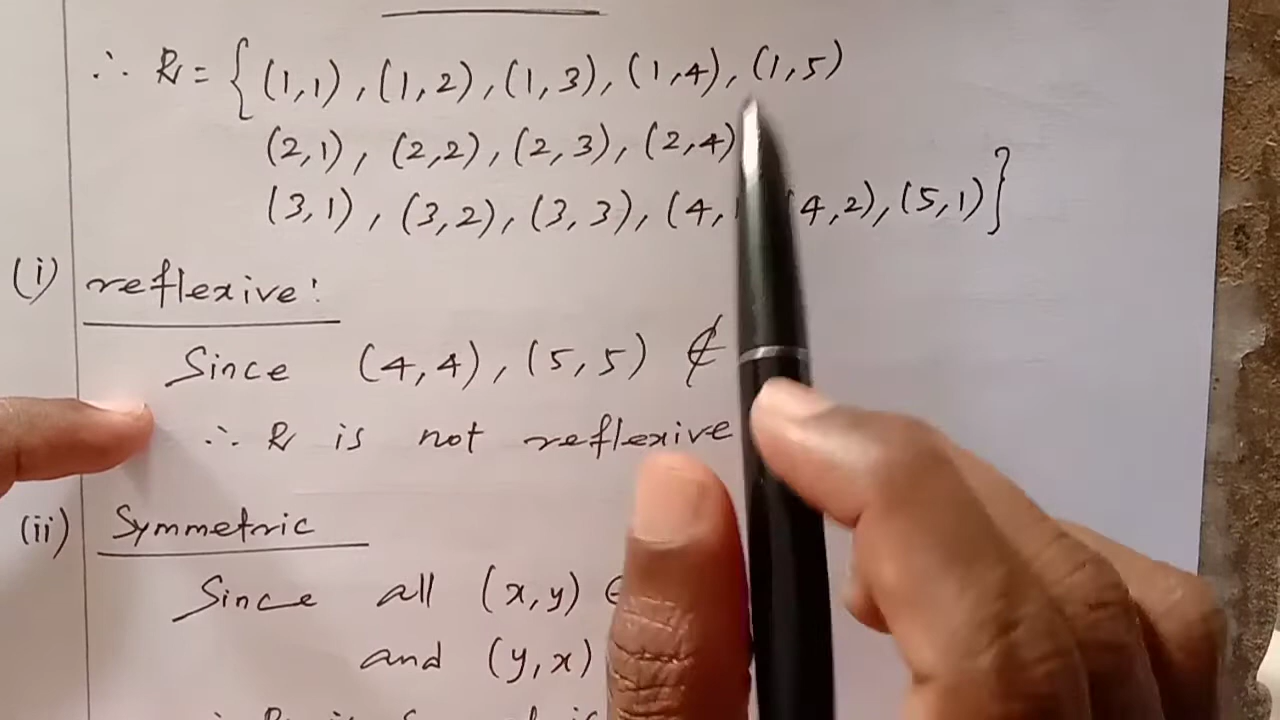 ∴ R = { (1,1), (1,2), (1,3), (1,4), (1,5)
(2,1), (2,2), (2,3), (2,4)
(3,1), (3,2), (3,3), (4, 4,2), (5,1) }
(i) reflexive:
Since (4,4), (5,5) ∉
∴ R is not reflexive
(ii) Symmetric
Since all (x,y)
and (y,x)